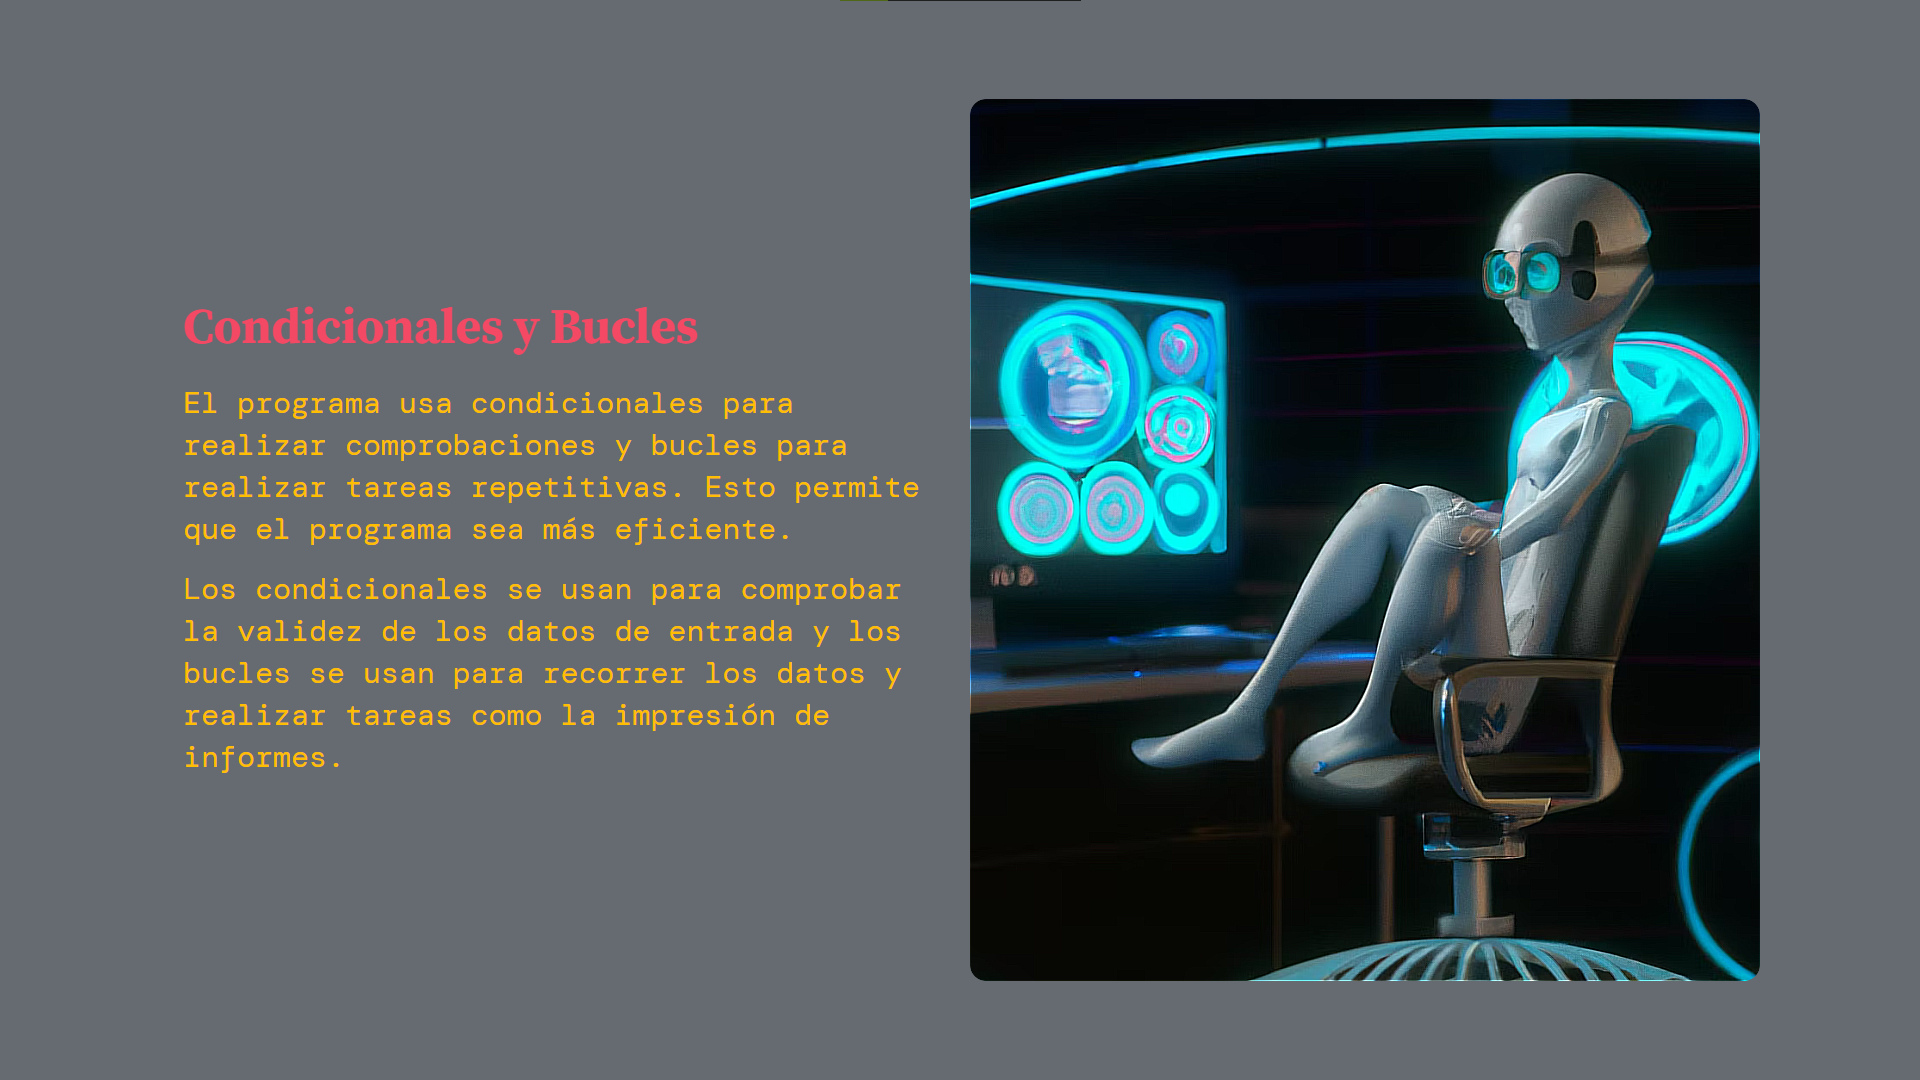 Condicionales y Bucles
El programa usa condicionales para
realizar comprobaciones y bucles para
realizar tareas repetitivas. Esto permite
que el programa sea más eficiente.
Los condicionales se usan para comprobar
la validez de los datos de entrada y los
bucles se usan para recorrer los datos y
realizar tareas como la impresión de
informes.